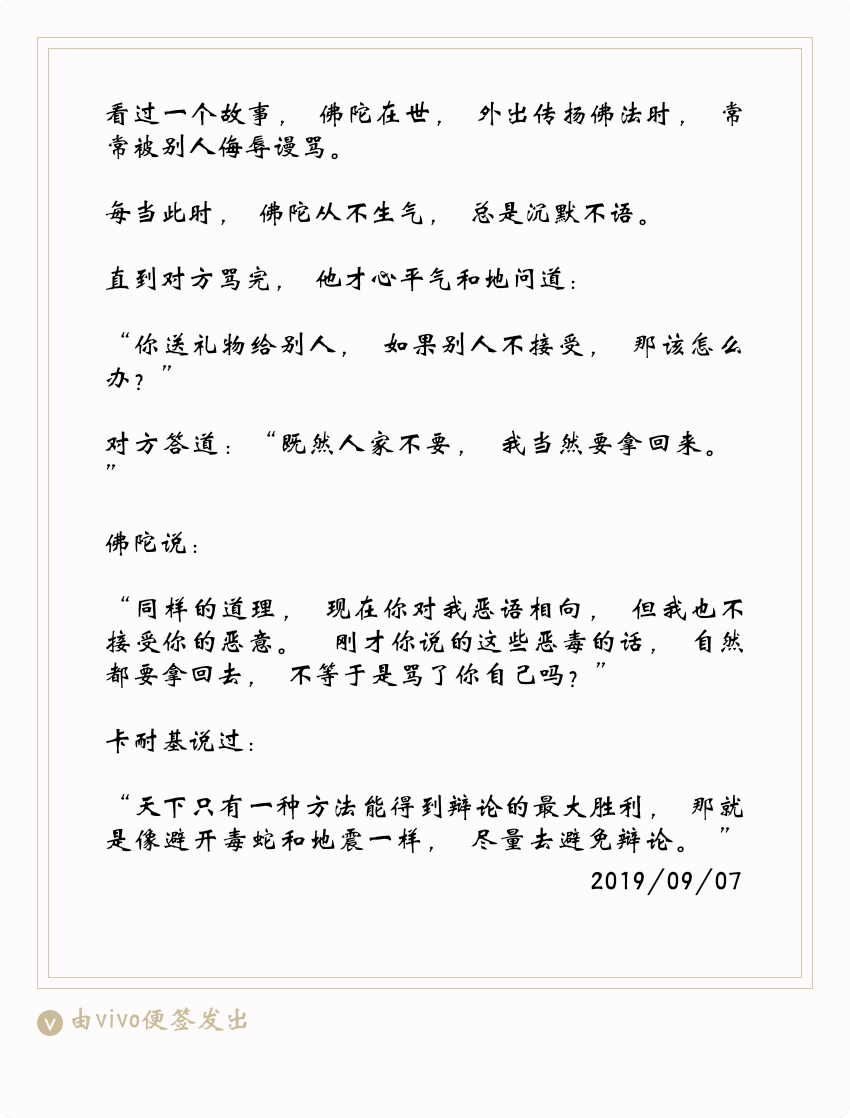 看过一个故事， 佛陀在世， 外出传扬佛法时， 常
常被别人侮辱谩骂。
每当此时， 佛陀从不生气， 总是沉默不语。
直到对方骂完， 他才心平气和地问道：
“你送礼物给别人， 如果别人不接受， 那该怎么
办？”
对方答道：“既然人家不要， 我当然要拿回来。
”
佛陀说：
“同样的道理， 现在你对我恶语相向， 但我也不
接受你的恶意。 刚才你说的这些恶毒的话， 自然
都要拿回去， 不等于是骂了你自己吗？”
卡耐基说过：
“天下只有一种方法能得到辩论的最大胜利， 那就
是像避开毒蛇和地震一样， 尽量去避免辩论。 ”
2019/09/07
v 由vivo便签发出